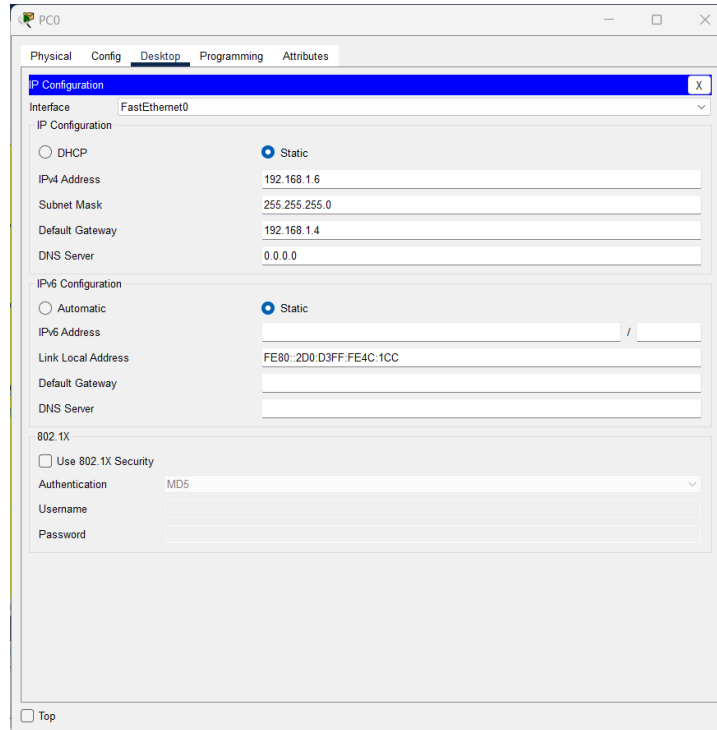 PC0
Physical Config Desktop Programming Attributes
IP Configuration X
Interface FastEthernet0
IP Configuration
DHCP Static
IPv4 Address 192.168.1.6
Subnet Mask 255.255.255.0
Default Gateway 192.168.1.4
DNS Server 0.0.0.0
IPv6 Configuration
Automatic Static
IPv6 Address /
Link Local Address FE80::2D0:D3FF:FE4C:1CC
Default Gateway
DNS Server
802.1X
Use 802.1X Security
Authentication MD5
Username
Password
Top